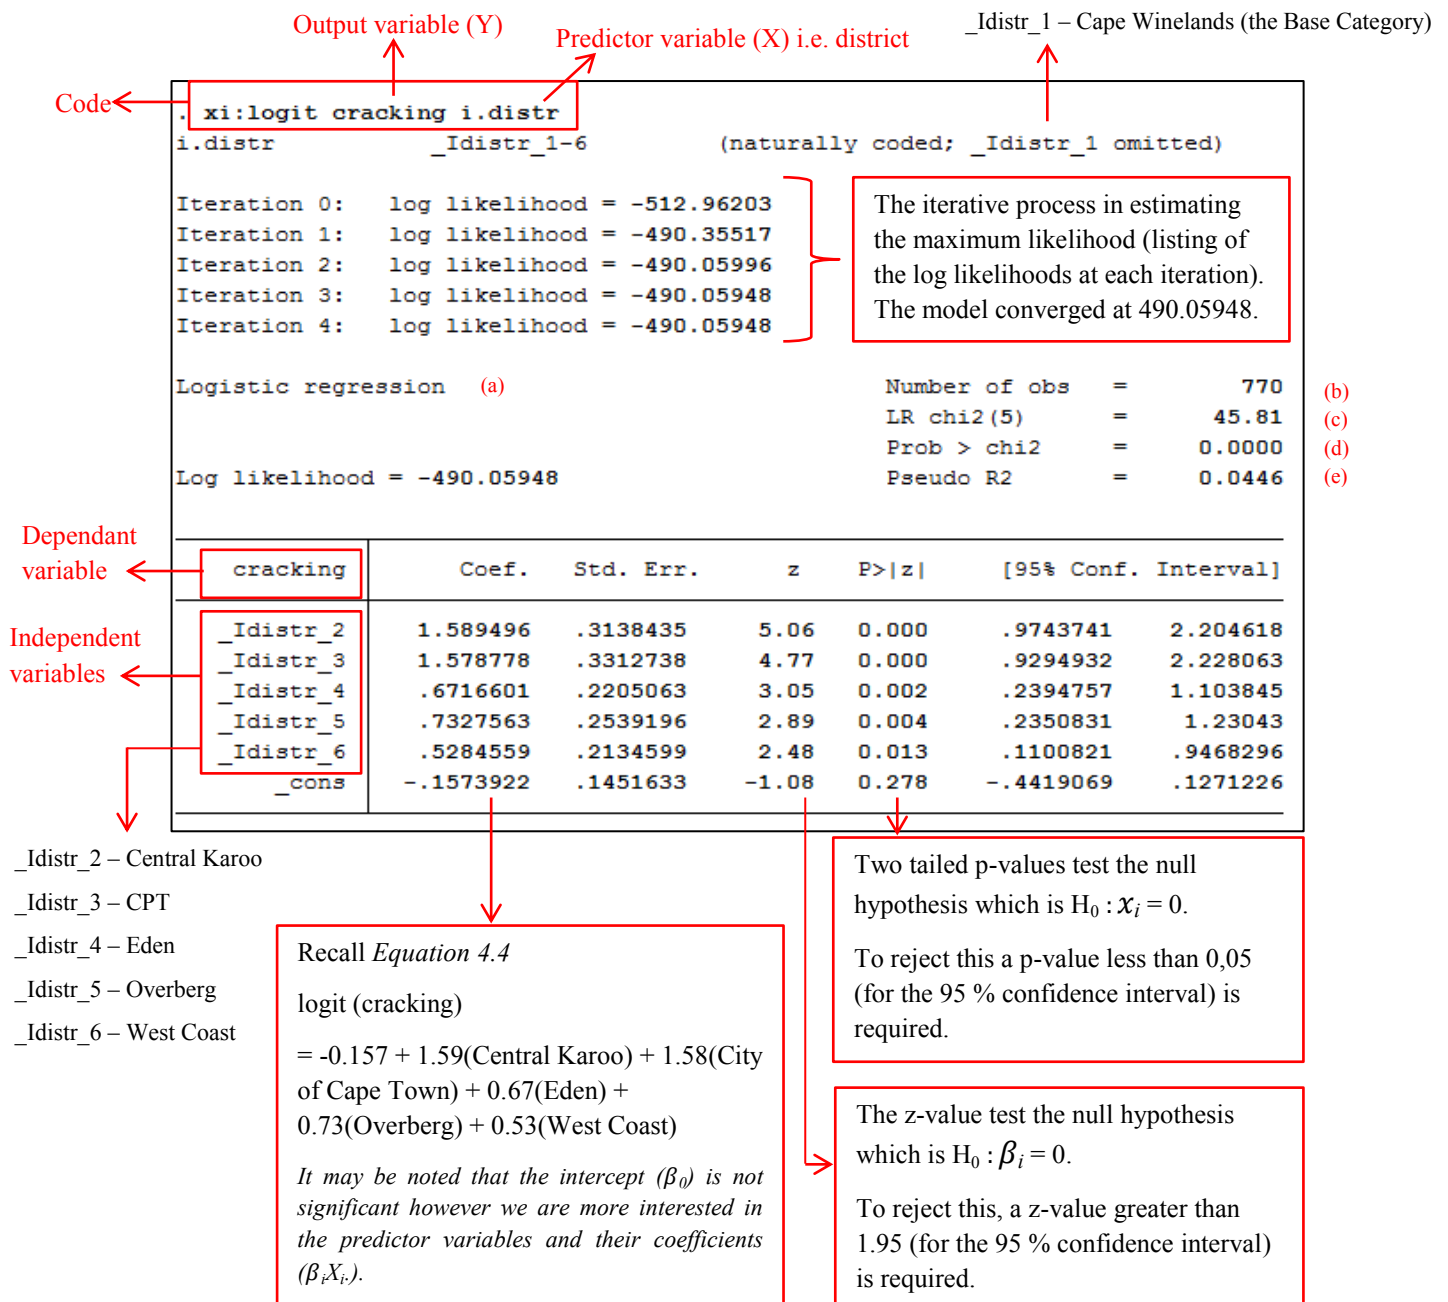 Output variable (Y)
Predictor variable (X) i.e. district
_Idistr_1 – Cape Winelands (the Base Category)
Code
. xi:logit cracking i.distr
i.distr _Idistr_1-6 (naturally coded; _Idistr_1 omitted)
Iteration 0: log likelihood = -512.96203
Iteration 1: log likelihood = -490.35517
Iteration 2: log likelihood = -490.05996
Iteration 3: log likelihood = -490.05948
Iteration 4: log likelihood = -490.05948
The iterative process in estimating
the maximum likelihood (listing of
the log likelihoods at each iteration).
The model converged at 490.05948.
Logistic regression (a)
Number of obs = 770 (b)
LR chi2(5) = 45.81 (c)
Prob > chi2 = 0.0000 (d)
Log likelihood = -490.05948 Pseudo R2 = 0.0446 (e)
Dependant
variable
cracking Coef. Std. Err. z P>|z| [95% Conf. Interval]
Independent
variables
_Idistr_2 1.589496 .3138435 5.06 0.000 .9743741 2.204618
_Idistr_3 1.578778 .3312738 4.77 0.000 .9294932 2.228063
_Idistr_4 .6716601 .2205063 3.05 0.002 .2394757 1.103845
_Idistr_5 .7327563 .2539196 2.89 0.004 .2350831 1.23043
_Idistr_6 .5284559 .2134599 2.48 0.013 .1100821 .9468296
_cons -.1573922 .1451633 -1.08 0.278 -.4419069 .1271226
_Idistr_2 – Central Karoo
_Idistr_3 – CPT
_Idistr_4 – Eden
_Idistr_5 – Overberg
_Idistr_6 – West Coast
Recall Equation 4.4
logit (cracking)
= -0.157 + 1.59(Central Karoo) + 1.58(City
of Cape Town) + 0.67(Eden) +
0.73(Overberg) + 0.53(West Coast)
It may be noted that the intercept (β₀) is not
significant however we are more interested in
the predictor variables and their coefficients
(βᵢXᵢ.).
Two tailed p-values test the null
hypothesis which is H₀ : xᵢ = 0.
To reject this a p-value less than 0,05
(for the 95 % confidence interval) is
required.
The z-value test the null hypothesis
which is H₀ : βᵢ = 0.
To reject this, a z-value greater than
1.95 (for the 95 % confidence interval)
is required.